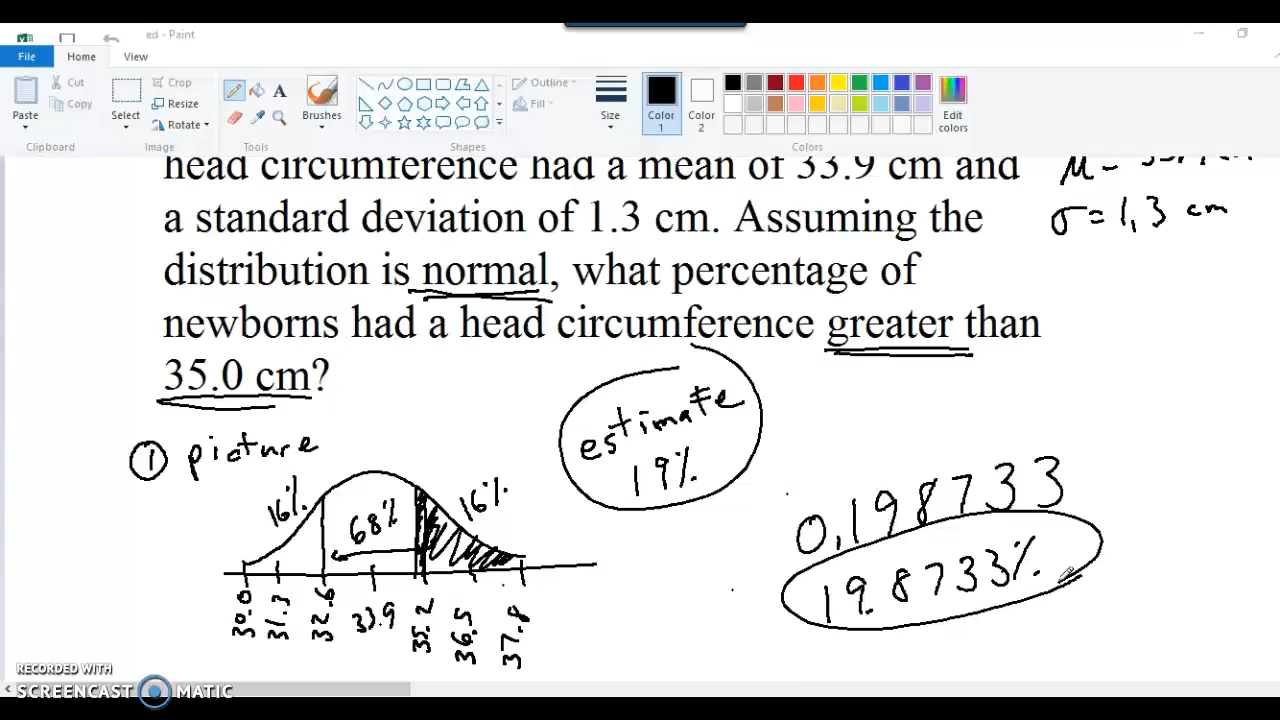 ed - Paint
File Home View
Cut
Copy
Paste
Clipboard
Select
Crop
Resize
Rotate
Image
Tools
Brushes
Shapes
Outline
Fill
Size
Color 1
Color 2
Colors
Edit colors
head circumference had a mean of 33.9 cm and
a standard deviation of 1.3 cm. Assuming the
distribution is normal, what percentage of
newborns had a head circumference greater than
35.0 cm?
μ =
σ = 1,3 cm
estimate
19%
① picture
16% 68% 16%
30.0 31.3 32.6 33.9 35.2 36.5 37.8
0,198733
19.8733%
RECORDED WITH
SCREENCAST MATIC